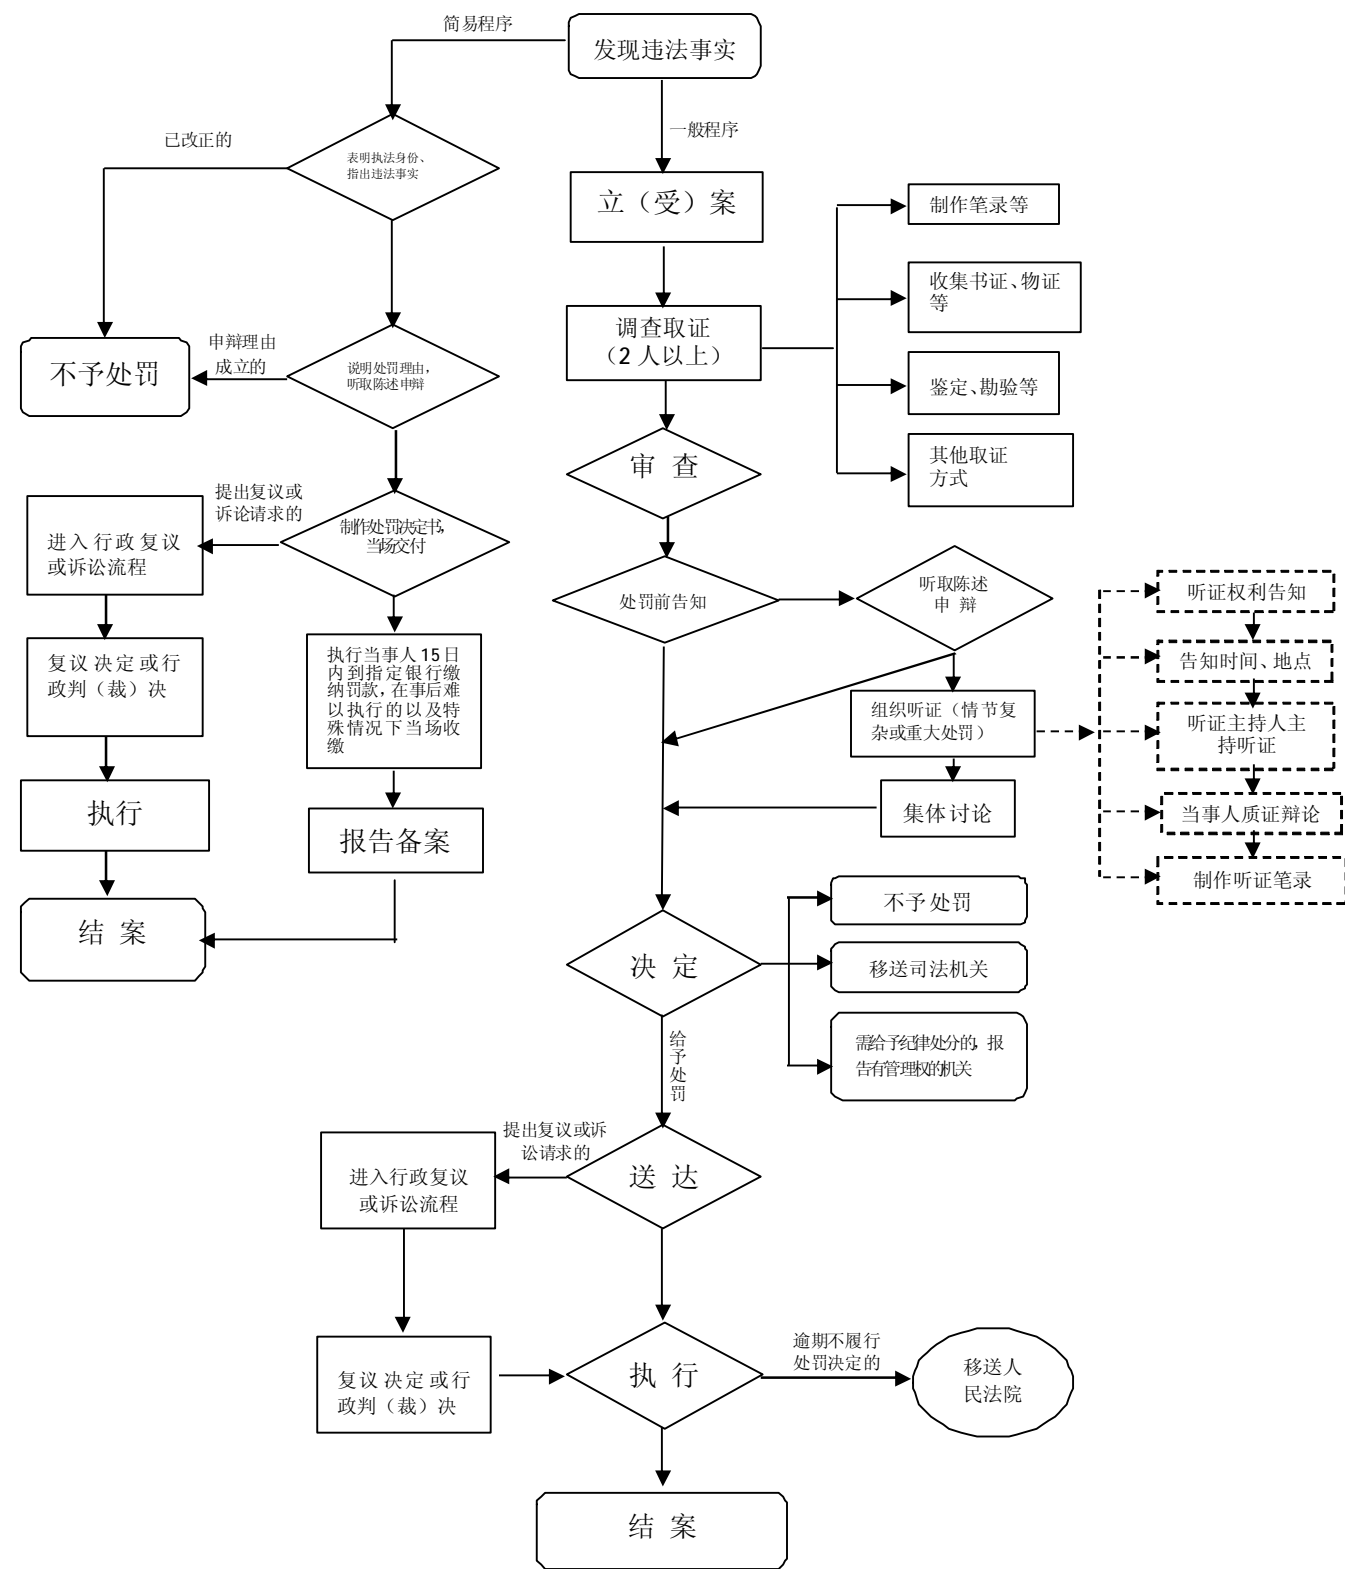 简易程序
发现违法事实
一般程序
已改正的
表明执法身份、
指出违法事实
立（受）案
制作笔录等
收集书证、物证
等
调查取证
（2 人以上）
申辩理由
成立的
不予处罚
说明处罚理由，
听取陈述申辩
鉴定、勘验等
审 查
其他取证
方式
提出复议或
诉论请求的
进入行政复议
或诉讼流程
制作处罚决定书，
当场交付
处罚前告知
听取陈述
申 辩
听证权利告知
复议决定或行
政判（裁）决
执行当事人 15 日
内到指定银行缴
纳罚款，在事后难
以执行的以及特
殊情况下当场收
缴
告知时间、地点
组织听证（情节复
杂或重大处罚）
听证主持人主
持听证
执行
报告备案
集体讨论
当事人质证辩论
制作听证笔录
结 案
不予处罚
决 定
移送司法机关
给
予
处
罚
需给予纪律处分的，报
告有管理权的机关
提出复议或诉
讼请求的
进入行政复议
或诉讼流程
送 达
逾期不履行
处罚决定的
复议决定或行
政判（裁）决
执 行
移送人
民法院
结 案